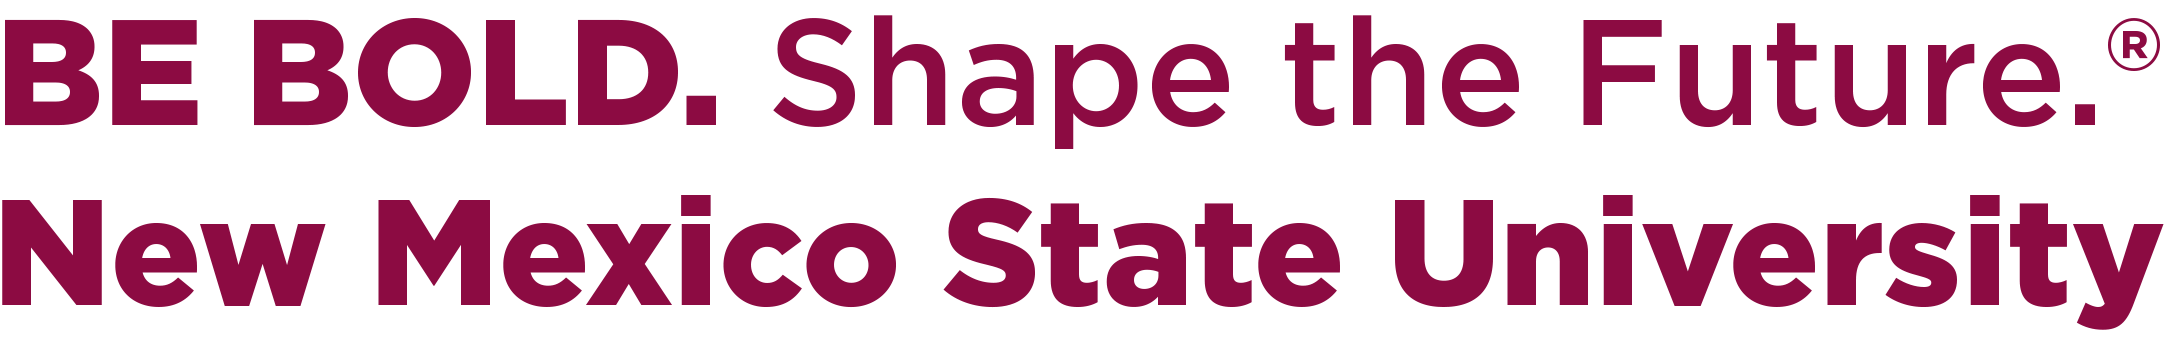 BE BOLD. Shape the Future.®
New Mexico State University